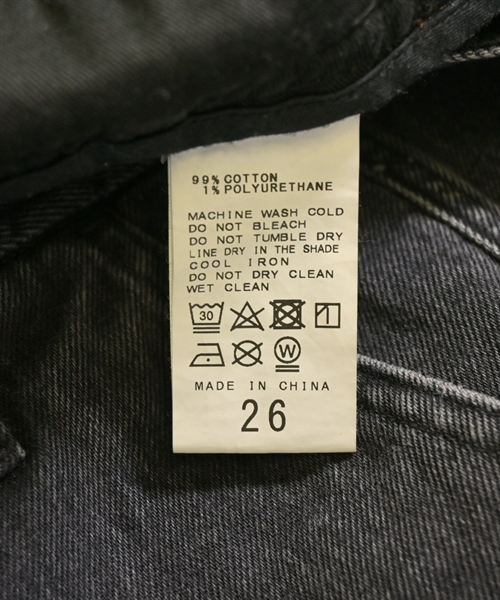 99% COTTON
1% POLYURETHANE
MACHINE WASH COLD
DO NOT BLEACH
DO NOT TUMBLE DRY
LINE DRY IN THE SHADE
COOL IRON
DO NOT DRY CLEAN
WET CLEAN
30
W
MADE IN CHINA
26